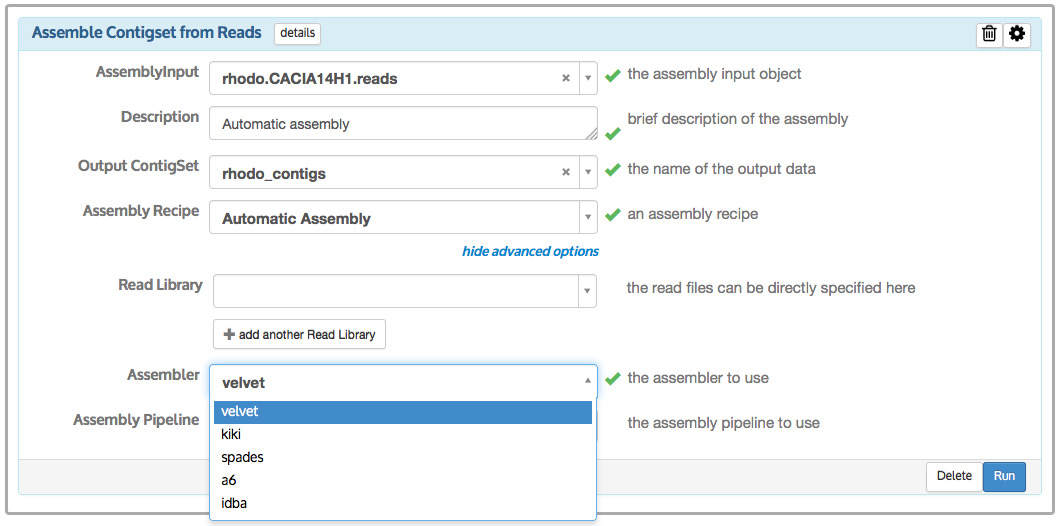 Assemble Contigset from Reads details
AssemblyInput rhodo.CACIA14H1.reads × the assembly input object
Description Automatic assembly brief description of the assembly
Output ContigSet rhodo_contigs × the name of the output data
Assembly Recipe Automatic Assembly an assembly recipe
hide advanced options
Read Library the read files can be directly specified here
+ add another Read Library
Assembler velvet the assembler to use
velvet
Assembly Pipeline the assembly pipeline to use
kiki
spades
a6
idba
Delete Run